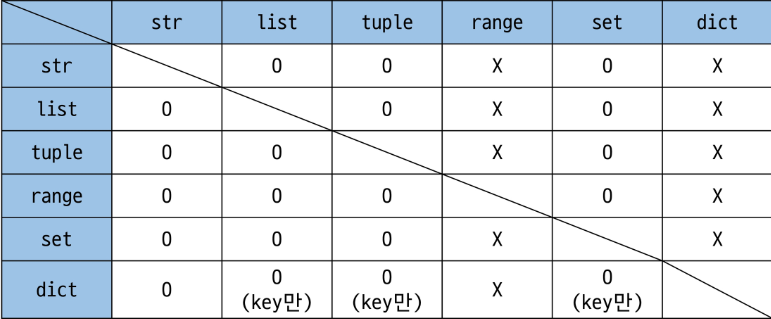 str list tuple range set dict
str O O X O X
list O O X O X
tuple O O X O X
range O O O O X
set O O O X X
dict O O (key만) O (key만) X O (key만)